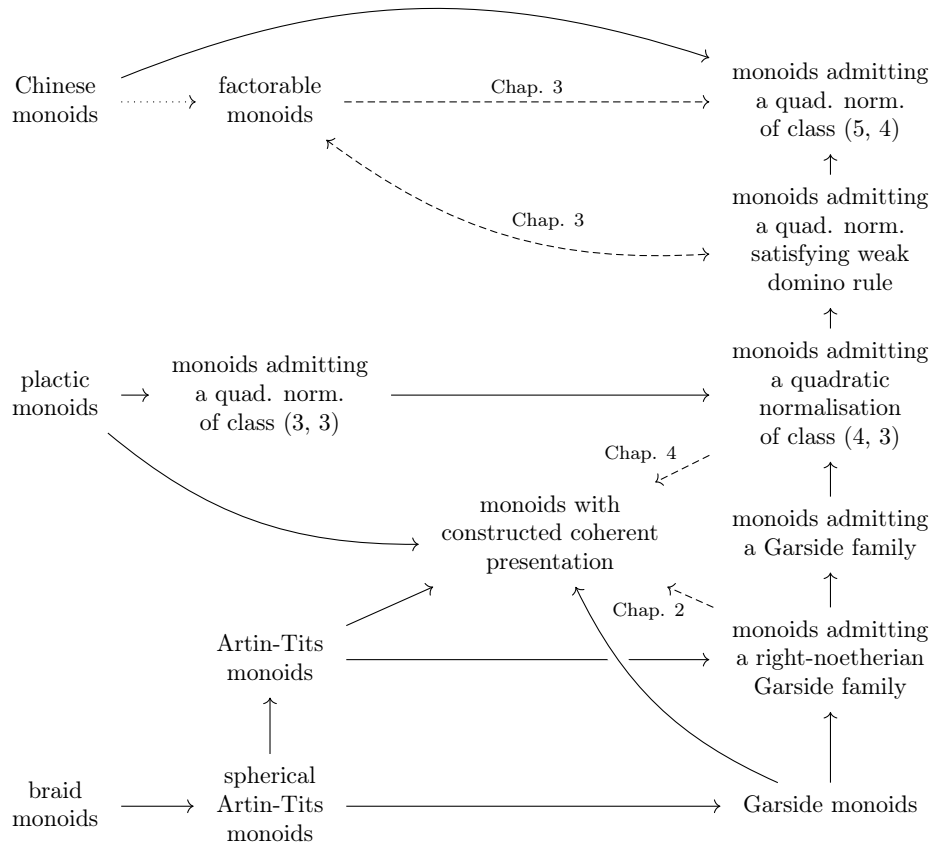 Chinese
monoids
factorable
monoids
Chap. 3
monoids admitting
a quad. norm.
of class (5, 4)
Chap. 3
monoids admitting
a quad. norm.
satisfying weak
domino rule
plactic
monoids
monoids admitting
a quad. norm.
of class (3, 3)
monoids admitting
a quadratic
normalisation
of class (4, 3)
Chap. 4
monoids with
constructed coherent
presentation
monoids admitting
a Garside family
Chap. 2
Artin-Tits
monoids
monoids admitting
a right-noetherian
Garside family
braid
monoids
spherical
Artin-Tits
monoids
Garside monoids